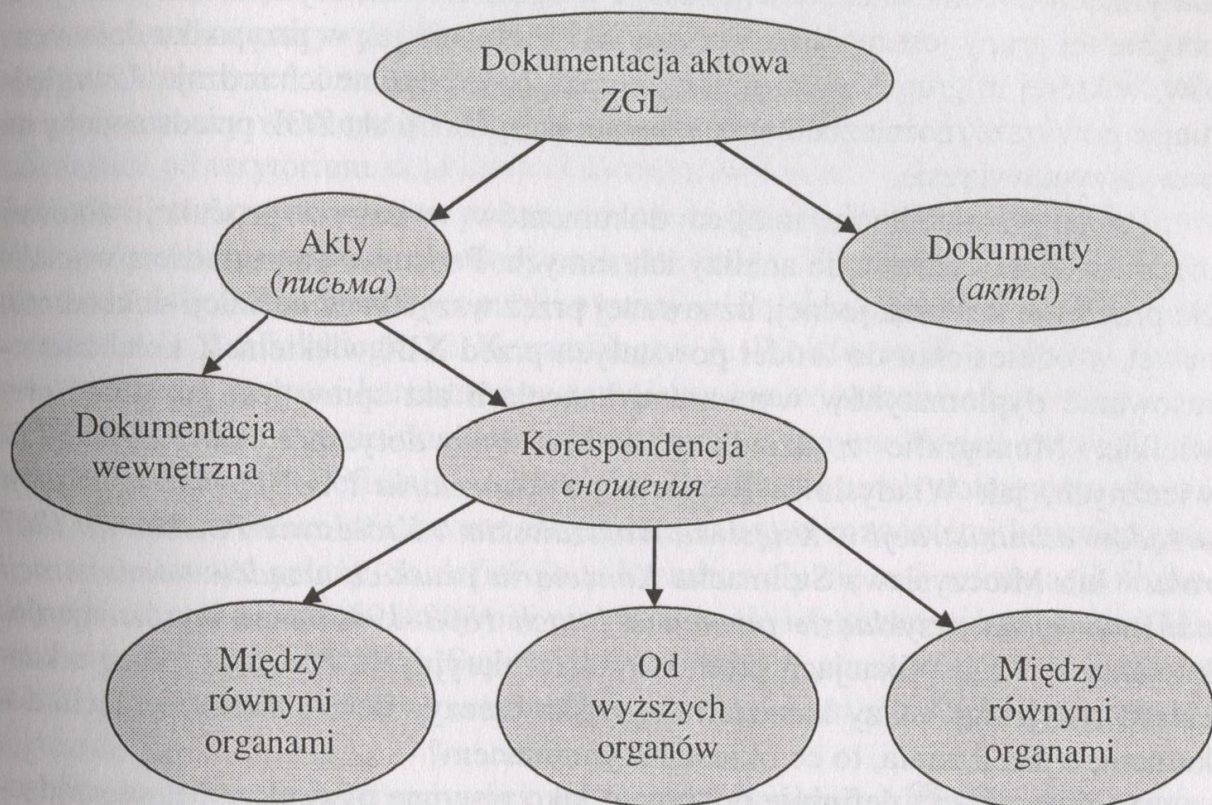 Dokumentacja aktowa
ZGL
Akty
(письма)
Dokumenty
(акты)
Dokumentacja
wewnętrzna
Korespondencja
сношения
Między
równymi
organami
Od
wyższych
organów
Między
równymi
organami